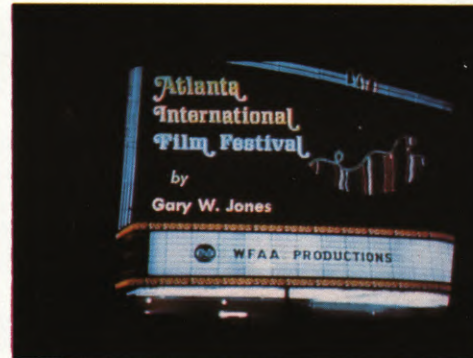 Atlanta
International
Film Festival
by
Gary W. Jones
WFAA PRODUCTIONS